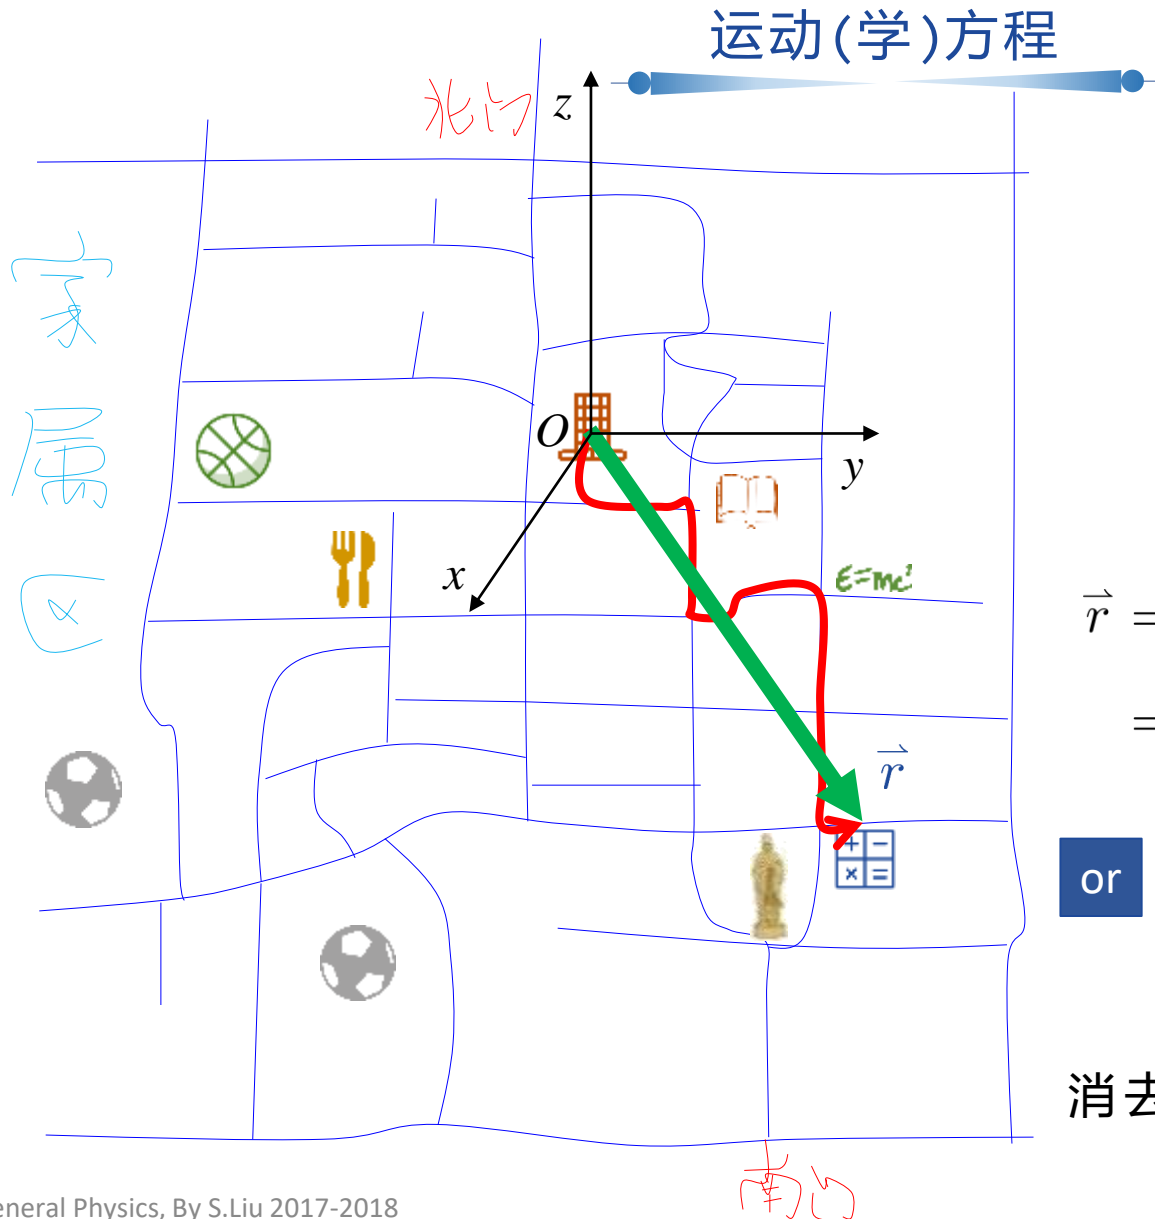 运动(学)方程
北门
z
家
属
区
O
y
x
E=mc²
r⃗ =
=
r⃗
+ −
× =
or
消去
南门
eneral Physics, By S.Liu 2017-2018